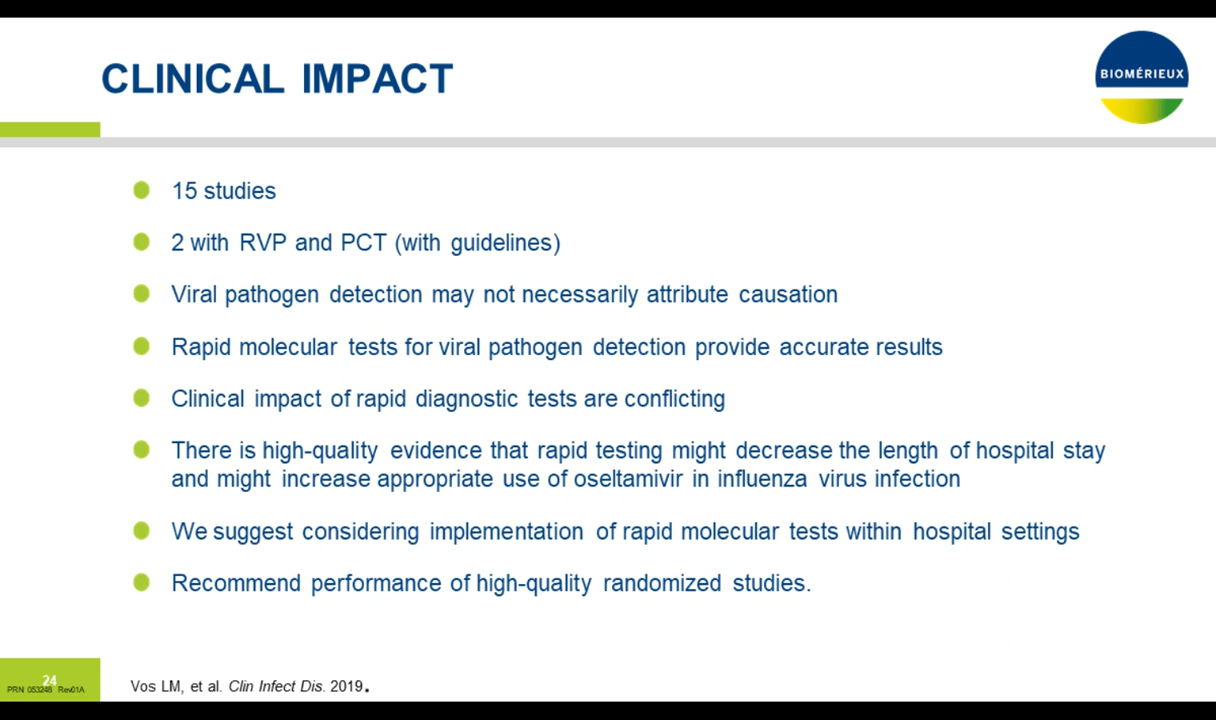 CLINICAL IMPACT
BIOMÉRIEUX
15 studies
2 with RVP and PCT (with guidelines)
Viral pathogen detection may not necessarily attribute causation
Rapid molecular tests for viral pathogen detection provide accurate results
Clinical impact of rapid diagnostic tests are conflicting
There is high-quality evidence that rapid testing might decrease the length of hospital stay
and might increase appropriate use of oseltamivir in influenza virus infection
We suggest considering implementation of rapid molecular tests within hospital settings
Recommend performance of high-quality randomized studies.
24
PRN 053248 Rev01A
Vos LM, et al. Clin Infect Dis. 2019.